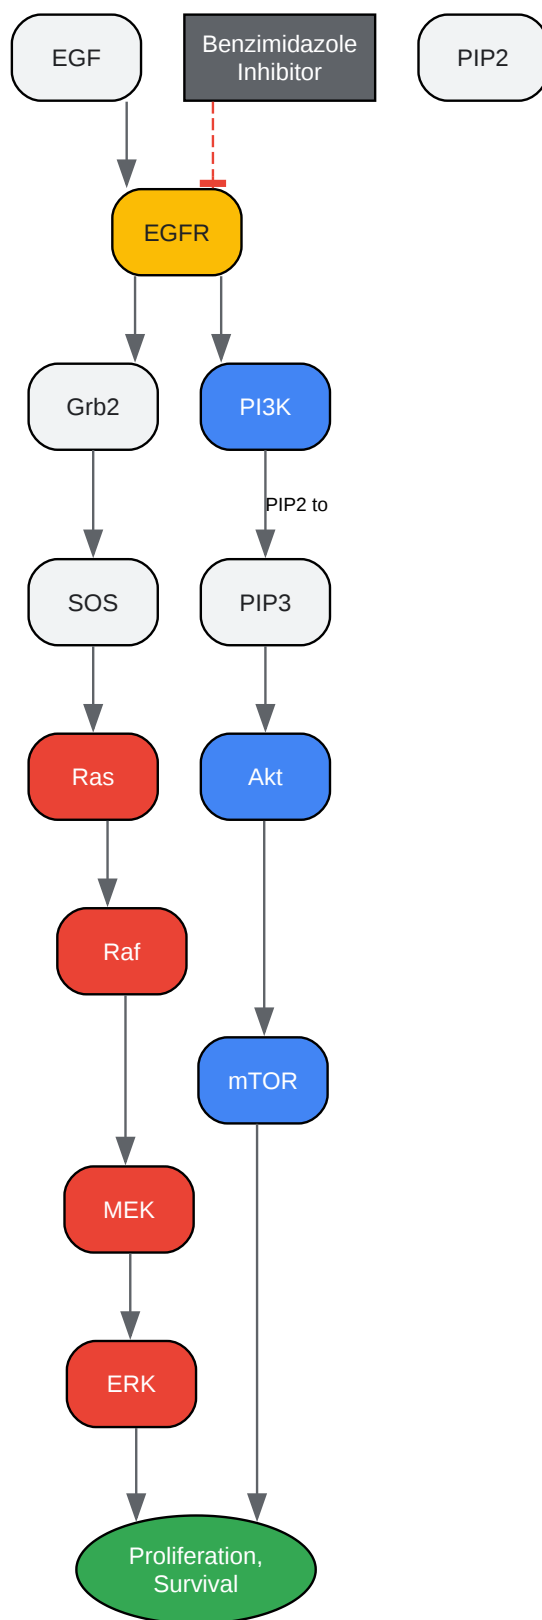 EGF
Benzimidazole
Inhibitor
PIP2
EGFR
Grb2
PI3K
PIP2 to
SOS
PIP3
Ras
Akt
Raf
mTOR
MEK
ERK
Proliferation,
Survival